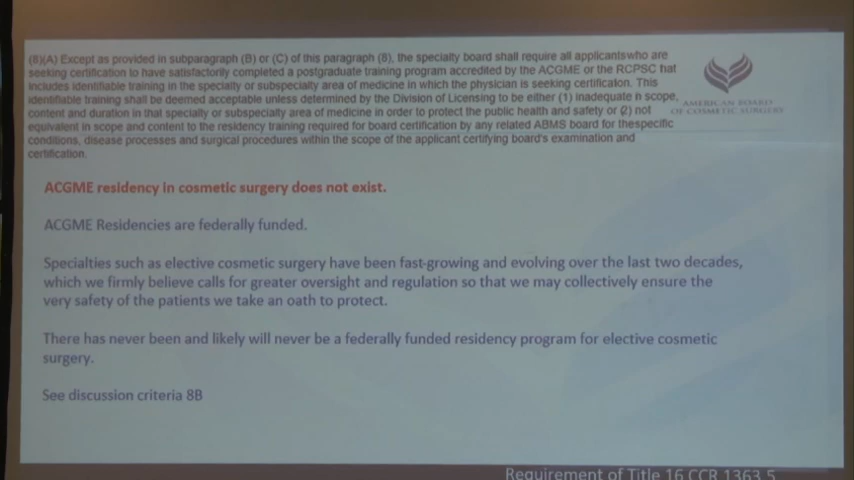 (8)(A) Except as provided in subparagraph (B) or (C) of this paragraph (8), the specialty board shall require all applicantswho are
seeking certification to have satisfactorily completed a postgraduate training program accredited by the ACGME or the RCPSC hat
includes identifiable training in the specialty or subspecialty area of medicine in which the physician is seeking certification. This
identifiable training shall be deemed acceptable unless determined by the Division of Licensing to be either (1) inadequate n scope,
content and duration in that specialty or subspecialty area of medicine in order to protect the public health and safety or (2) not
equivalent in scope and content to the residency training required for board certification by any related ABMS board for thespecific
conditions, disease processes and surgical procedures within the scope of the applicant certifying board's examination and
certification.
AMERICAN BOARD
OF COSMETIC SURGERY
ACGME residency in cosmetic surgery does not exist.
ACGME Residencies are federally funded.
Specialties such as elective cosmetic surgery have been fast-growing and evolving over the last two decades,
which we firmly believe calls for greater oversight and regulation so that we may collectively ensure the
very safety of the patients we take an oath to protect.
There has never been and likely will never be a federally funded residency program for elective cosmetic
surgery.
See discussion criteria 8B
Requirement of Title 16 CCR 1363.5